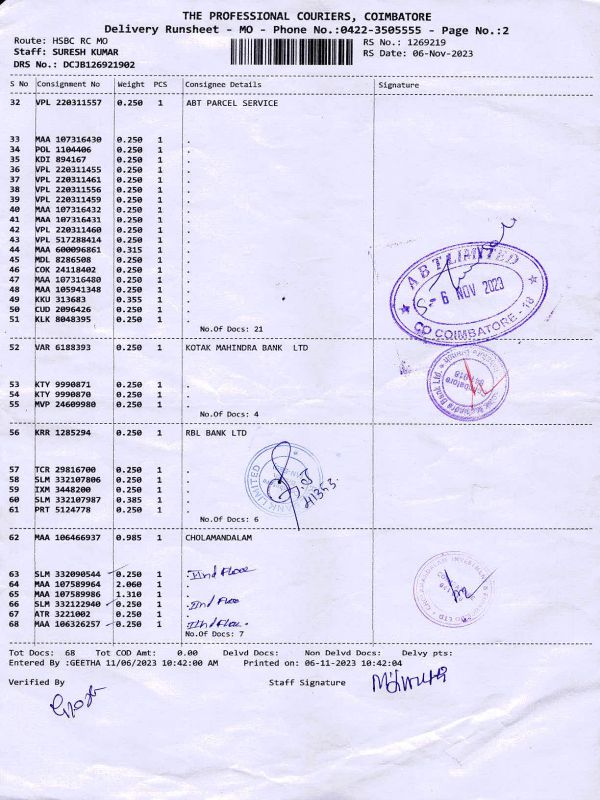 THE PROFESSIONAL COURIERS, COIMBATORE
Delivery Runsheet - MO - Phone No.:0422-3505555 - Page No.:2
Route: HSBC RC MO RS No.: 1269219
Staff: SURESH KUMAR RS Date: 06-Nov-2023
DRS No.: DCJB126921902
S No Consignment No Weight PCS Consignee Details Signature
32 VPL 220311557 0.250 1 ABT PARCEL SERVICE
33 MAA 107316430 0.250 1 .
34 POL 1104406 0.250 1 .
35 KDI 894167 0.250 1 .
36 VPL 220311455 0.250 1 .
37 VPL 220311461 0.250 1 .
38 VPL 220311556 0.250 1 .
39 VPL 220311459 0.250 1 .
40 MAA 107316432 0.250 1 .
41 MAA 107316431 0.250 1 .
42 VPL 220311460 0.250 1 .
43 VPL 517288414 0.250 1 .
44 MAA 600096861 0.315 1 .
45 MDL 8286508 0.250 1 .
46 COK 24118402 0.250 1 .
47 MAA 107316480 0.250 1 .
48 MAA 105941348 0.250 1 .
49 KKU 313683 0.355 1 .
50 CUD 2096426 0.250 1 .
51 KLK 8048395 0.250 1 .
No.Of Docs: 21
ABT LIMITED
6 NOV 2023
CO COIMBATORE - 18
52 VAR 6188393 0.250 1 KOTAK MAHINDRA BANK LTD
53 KTY 9990871 0.250 1 .
54 KTY 9990870 0.250 1 .
55 MVP 24609980 0.250 1 .
No.Of Docs: 4
56 KRR 1285294 0.250 1 RBL BANK LTD
57 TCR 29816700 0.250 1 .
58 SLM 332107806 0.250 1 .
59 IXM 3448200 0.250 1 .
60 SLM 332107987 0.385 1 .
61 PRT 5124778 0.250 1 .
No.Of Docs: 6
BANK LIMITED
41353
62 MAA 106466937 0.985 1 CHOLAMANDALAM
63 SLM 332090544 0.250 1 . IInd Floor
64 MAA 107589964 2.060 1 .
65 MAA 107589986 1.310 1 .
66 SLM 332122940 0.250 1 . IInd Floo
67 ATR 3221002 0.250 1 .
68 MAA 106326257 0.250 1 . IInd Floo.
No.Of Docs: 7
Tot Docs: 68 Tot COD Amt: 0.00 Delvd Docs: Non Delvd Docs: Delvy pts:
Entered By :GEETHA 11/06/2023 10:42:00 AM Printed on: 06-11-2023 10:42:04
Verified By Staff Signature